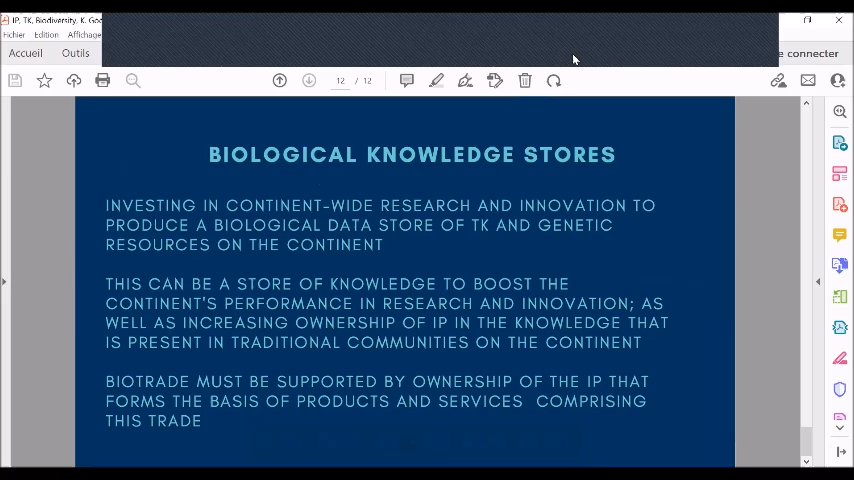 IP, TK, Biodiversity, K. Goo
Fichier Edition Affichage
Accueil Outils e connecter
12 / 12
BIOLOGICAL KNOWLEDGE STORES
INVESTING IN CONTINENT-WIDE RESEARCH AND INNOVATION TO
PRODUCE A BIOLOGICAL DATA STORE OF TK AND GENETIC
RESOURCES ON THE CONTINENT
THIS CAN BE A STORE OF KNOWLEDGE TO BOOST THE
CONTINENT'S PERFORMANCE IN RESEARCH AND INNOVATION; AS
WELL AS INCREASING OWNERSHIP OF IP IN THE KNOWLEDGE THAT
IS PRESENT IN TRADITIONAL COMMUNITIES ON THE CONTINENT
BIOTRADE MUST BE SUPPORTED BY OWNERSHIP OF THE IP THAT
FORMS THE BASIS OF PRODUCTS AND SERVICES COMPRISING
THIS TRADE